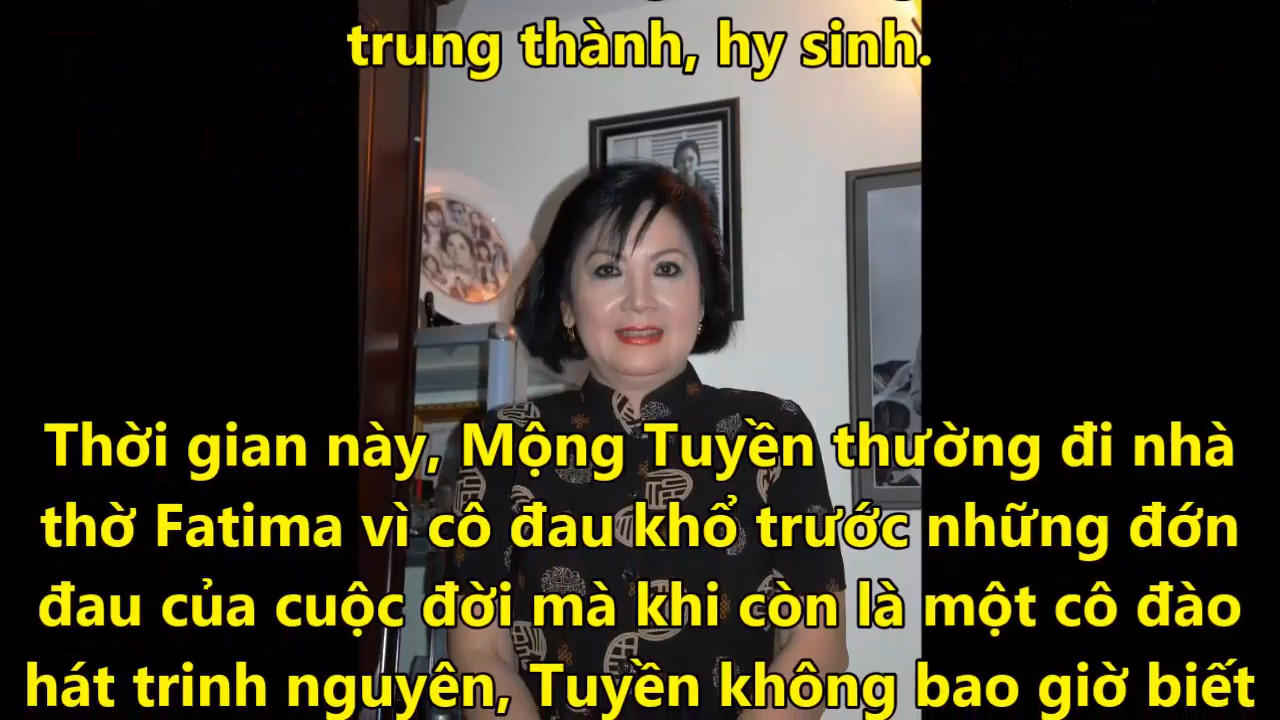 trung thành, hy sinh.
Thời gian này, Mộng Tuyền thường đi nhà
thờ Fatima vì cô đau khổ trước những đớn
đau của cuộc đời mà khi còn là một cô đào
hát trinh nguyên, Tuyền không bao giờ biết